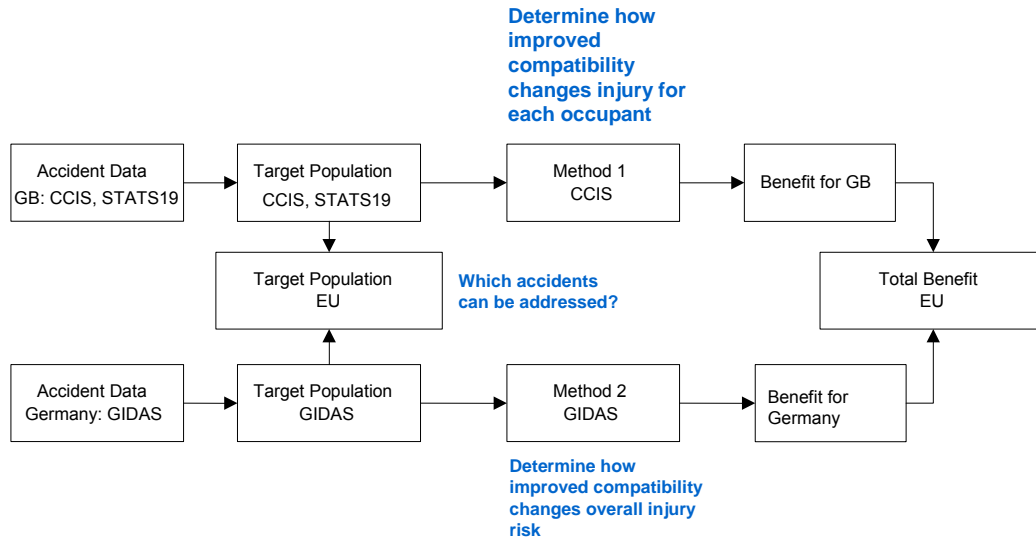 Determine how
improved
compatibility
changes injury for
each occupant
Accident Data
GB: CCIS, STATS19
Target Population
CCIS, STATS19
Method 1
CCIS
Benefit for GB
Target Population
EU
Which accidents
can be addressed?
Total Benefit
EU
Accident Data
Germany: GIDAS
Target Population
GIDAS
Method 2
GIDAS
Benefit for
Germany
Determine how
improved compatibility
changes overall injury
risk